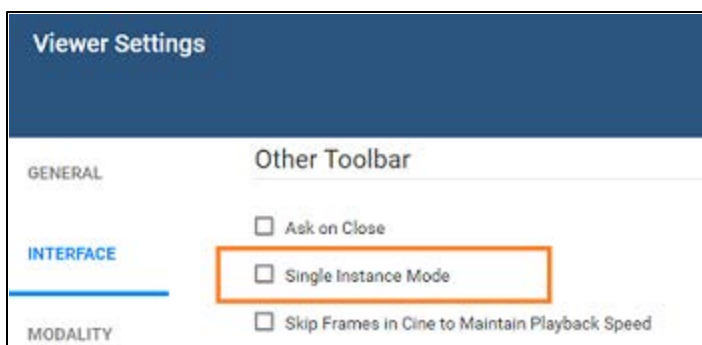 Viewer Settings
GENERAL
INTERFACE
MODALITY
Other Toolbar
Ask on Close
Single Instance Mode
Skip Frames in Cine to Maintain Playback Speed